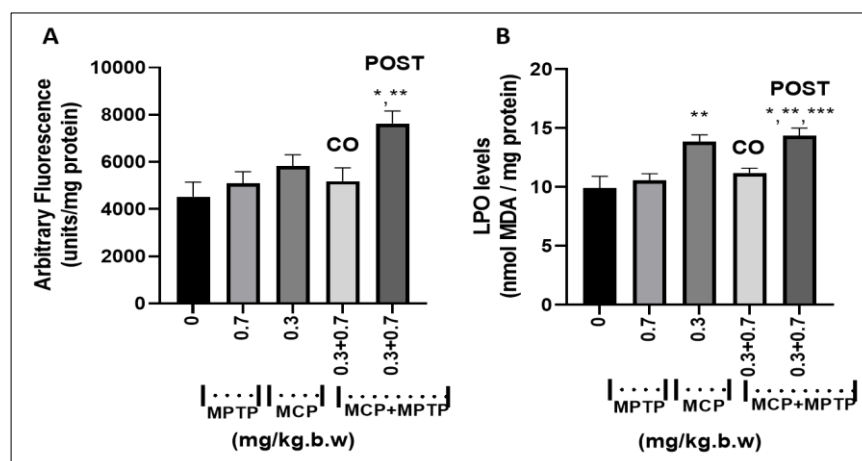 A
Arbitrary Fluorescence
(units/mg protein)
10000
8000
6000
4000
2000
0
CO
POST
*,**
0
0.7
0.3
0.3+0.7
0.3+0.7
MPTP
MCP
MCP+MPTP
(mg/kg.b.w)
B
LPO levels
(nmol MDA / mg protein)
20
15
10
5
0
**
CO
POST
*,**,***
0
0.7
0.3
0.3+0.7
0.3+0.7
MPTP
MCP
MCP+MPTP
(mg/kg.b.w)